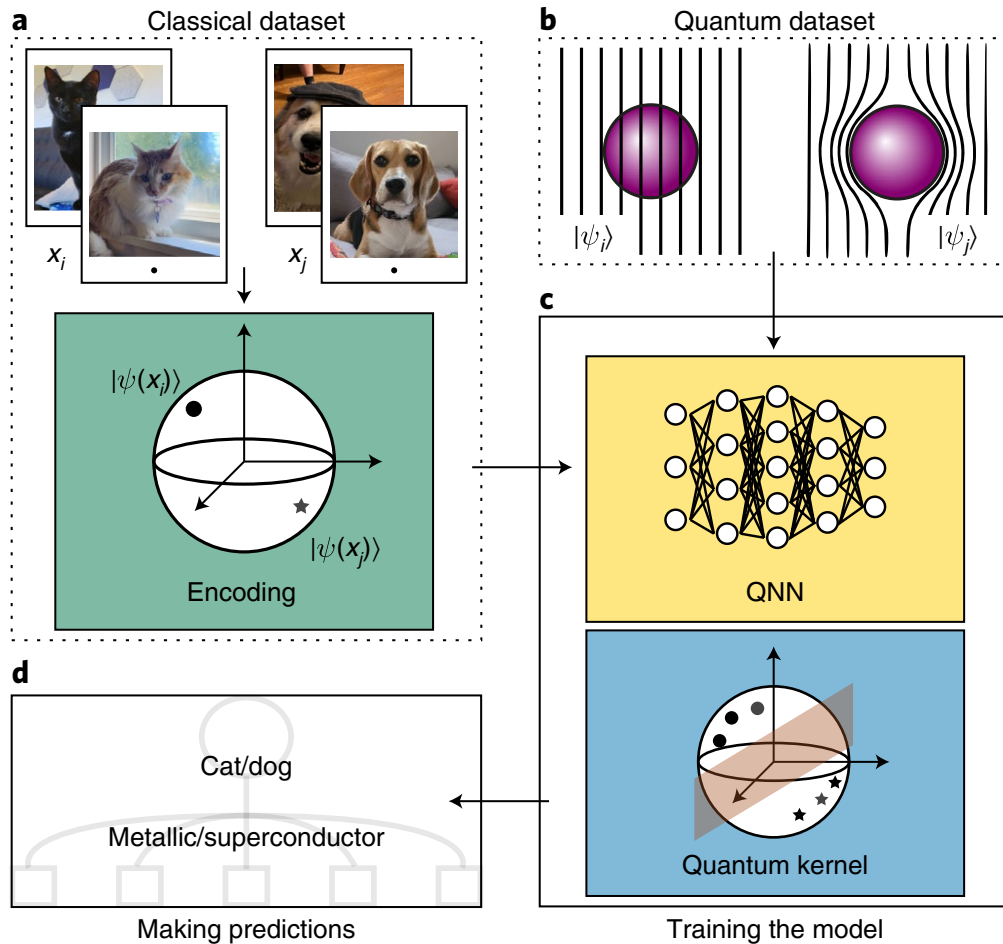 a
Classical dataset
x_i
x_j
|ψ(x_i)⟩
|ψ(x_j)⟩
Encoding
b
Quantum dataset
|ψ_i⟩
|ψ_j⟩
c
QNN
Quantum kernel
Training the model
d
Cat/dog
Metallic/superconductor
Making predictions